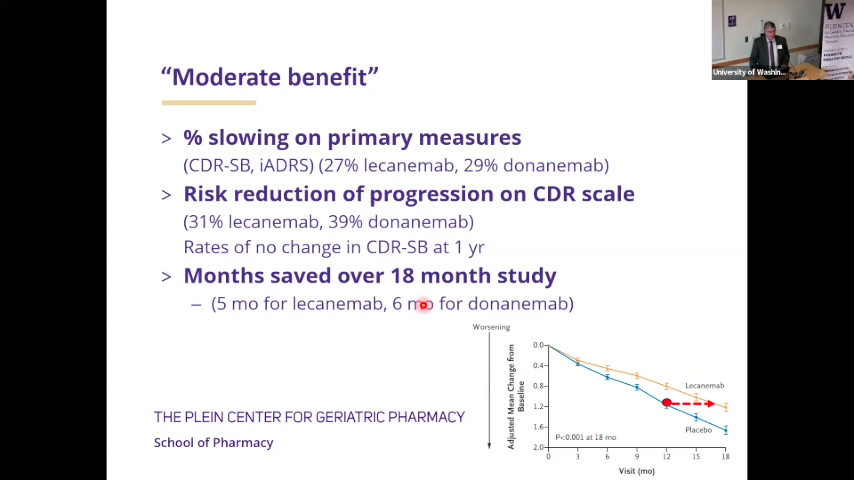 “Moderate benefit”
> % slowing on primary measures
(CDR-SB, iADRS) (27% lecanemab, 29% donanemab)
> Risk reduction of progression on CDR scale
(31% lecanemab, 39% donanemab)
Rates of no change in CDR-SB at 1 yr
> Months saved over 18 month study
– (5 mo for lecanemab, 6 mo for donanemab)
Worsening
Adjusted Mean Change from
Baseline
0.0
0.4
0.8
1.2
1.6
2.0
Lecanemab
Placebo
P<0.001 at 18 mo
0 3 6 9 12 15 18
Visit (mo)
THE PLEIN CENTER FOR GERIATRIC PHARMACY
School of Pharmacy
University of Washin...
W
PLEIN CENT